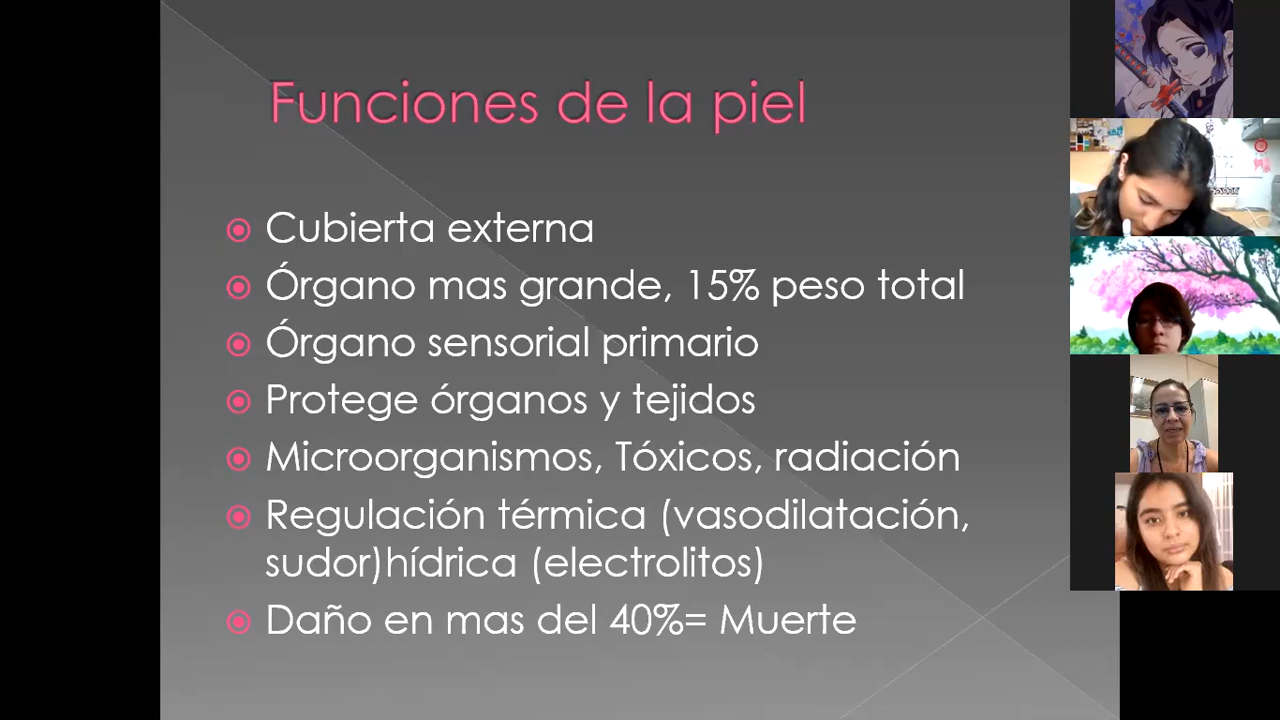 Funciones de la piel
Cubierta externa
Órgano mas grande, 15% peso total
Órgano sensorial primario
Protege órganos y tejidos
Microorganismos, Tóxicos, radiación
Regulación térmica (vasodilatación,
sudor)hídrica (electrolitos)
Daño en mas del 40%= Muerte